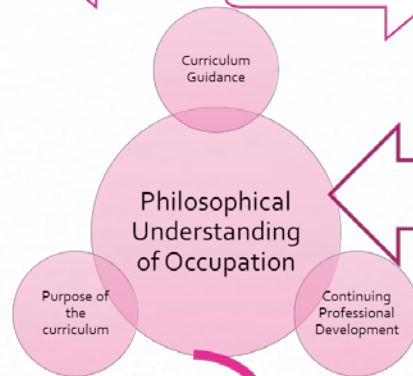 Curriculum
Guidance
Philosophical
Understanding
of Occupation
Purpose of
the
curriculum
Continuing
Professional
Development